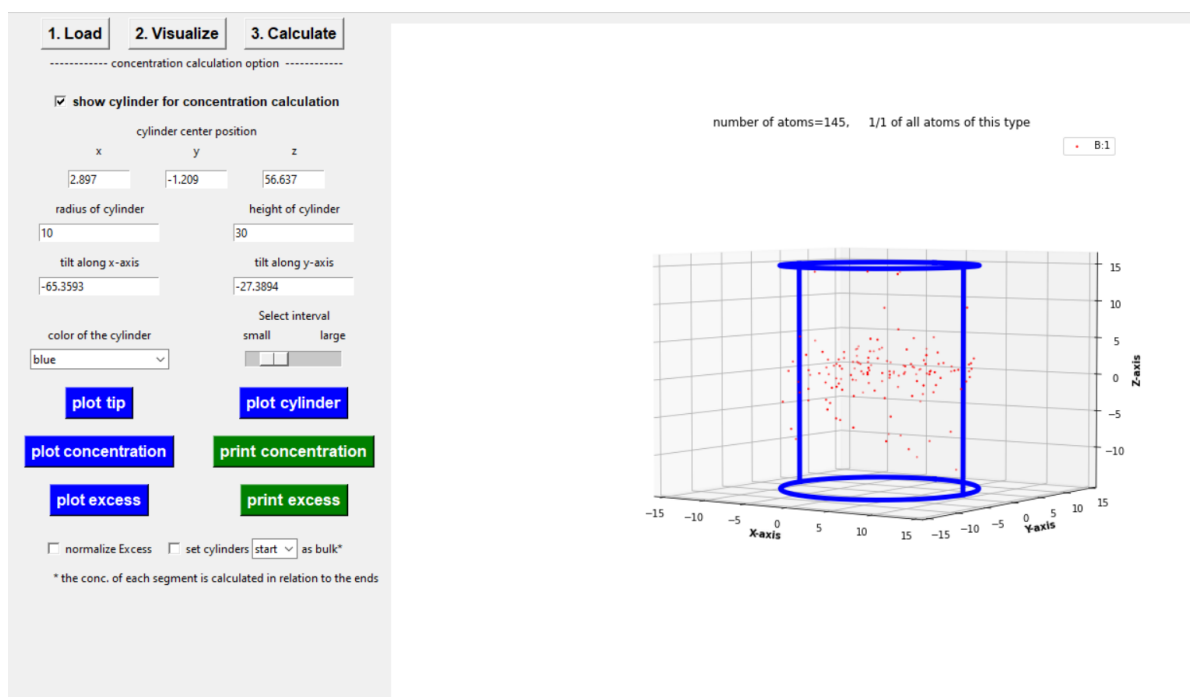 1. Load 2. Visualize 3. Calculate
------------ concentration calculation option ------------
show cylinder for concentration calculation
cylinder center position
x y z
2.897 -1.209 56.637
radius of cylinder height of cylinder
10 30
tilt along x-axis tilt along y-axis
-65.3593 -27.3894
Select interval
color of the cylinder small large
blue
plot tip plot cylinder
plot concentration print concentration
plot excess print excess
normalize Excess set cylinders start as bulk*
* the conc. of each segment is calculated in relation to the ends
number of atoms=145, 1/1 of all atoms of this type
B:1
15
10
5
0
−5
−10
Z-axis
−15 −10 −5 0 5 10 15
X-axis
−15 −10 −5 0 5 10 15
Y-axis